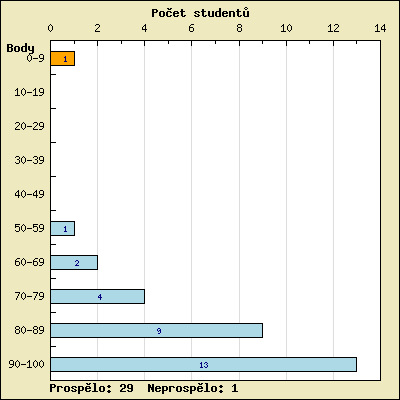 Počet studentů
0 2 4 6 8 10 12 14
Body
0-9 1
10-19
20-29
30-39
40-49
50-59 1
60-69 2
70-79 4
80-89 9
90-100 13
Prospělo: 29 Neprospělo: 1